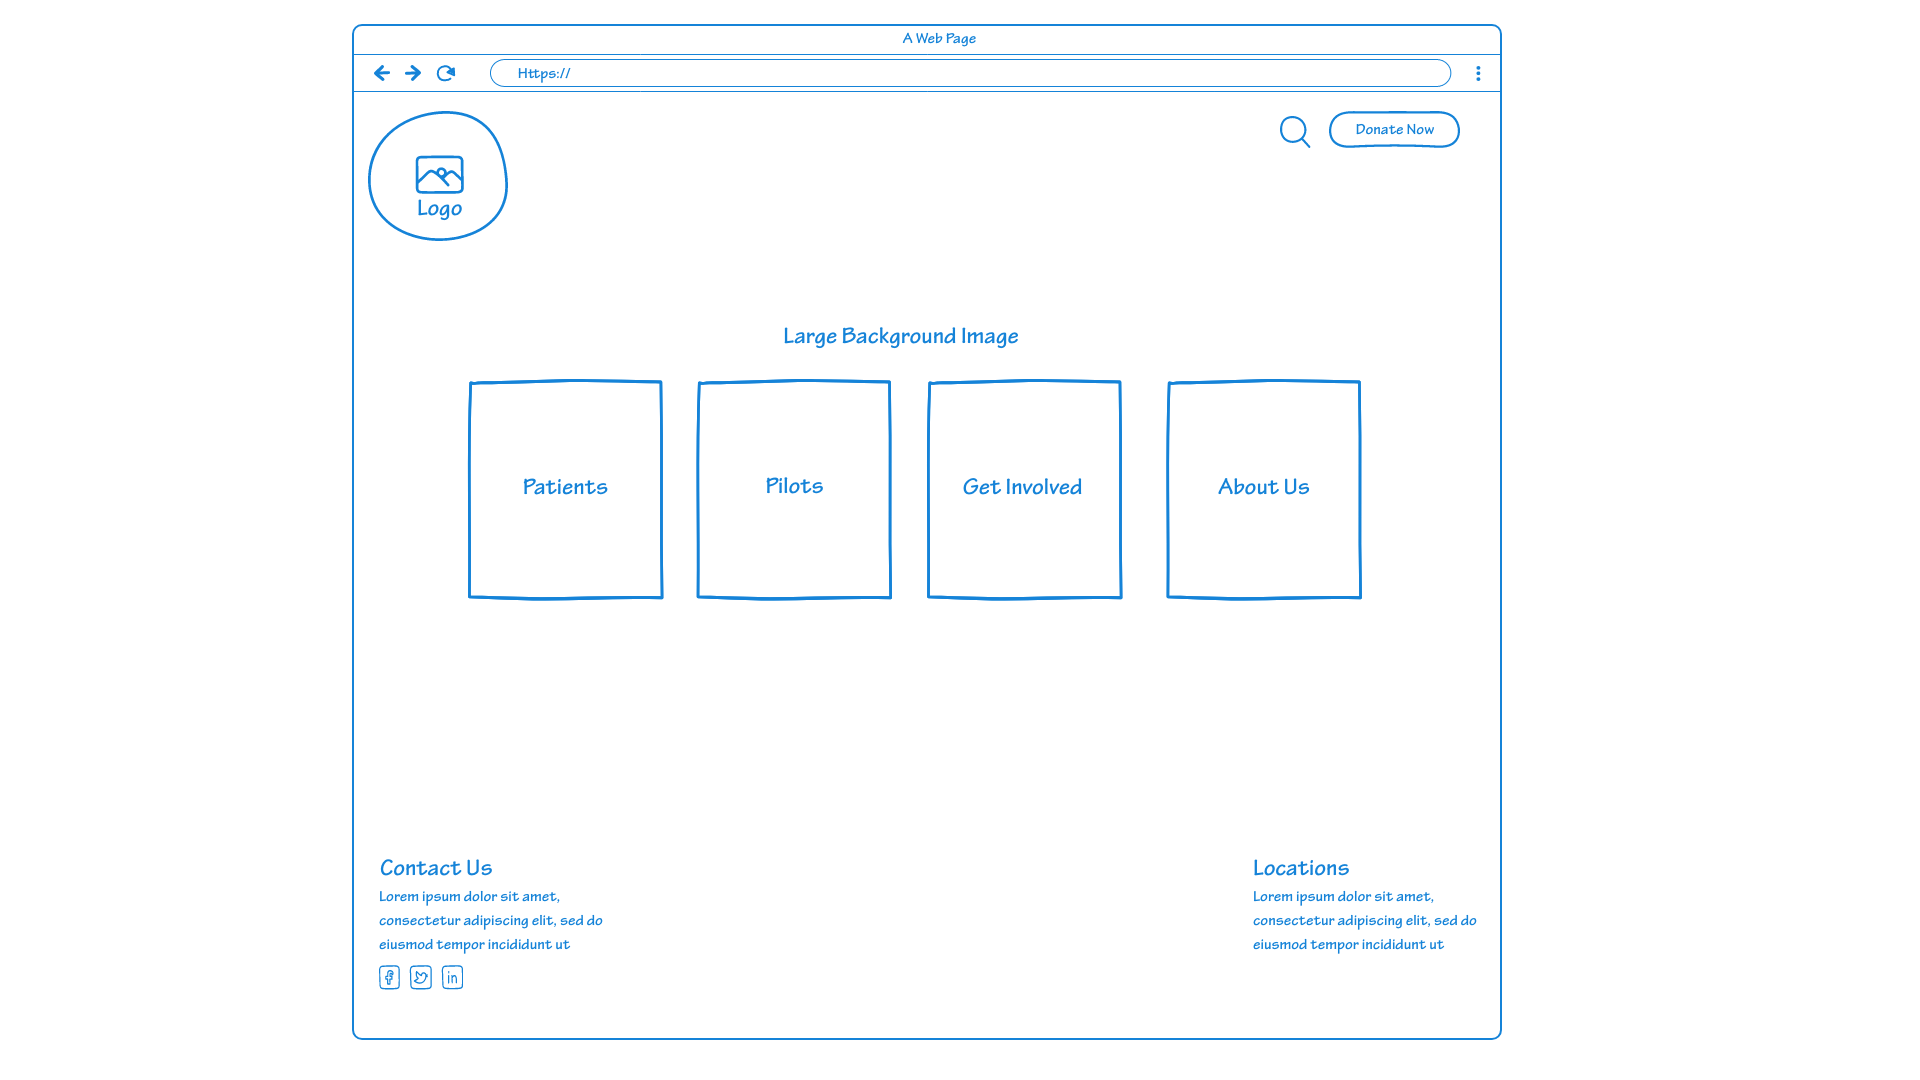 A Web Page
Https://
Donate Now
Logo
Large Background Image
Patients
Pilots
Get Involved
About Us
Contact Us
Lorem ipsum dolor sit amet,
consectetur adipiscing elit, sed do
eiusmod tempor incididunt ut
Locations
Lorem ipsum dolor sit amet,
consectetur adipiscing elit, sed do
eiusmod tempor incididunt ut